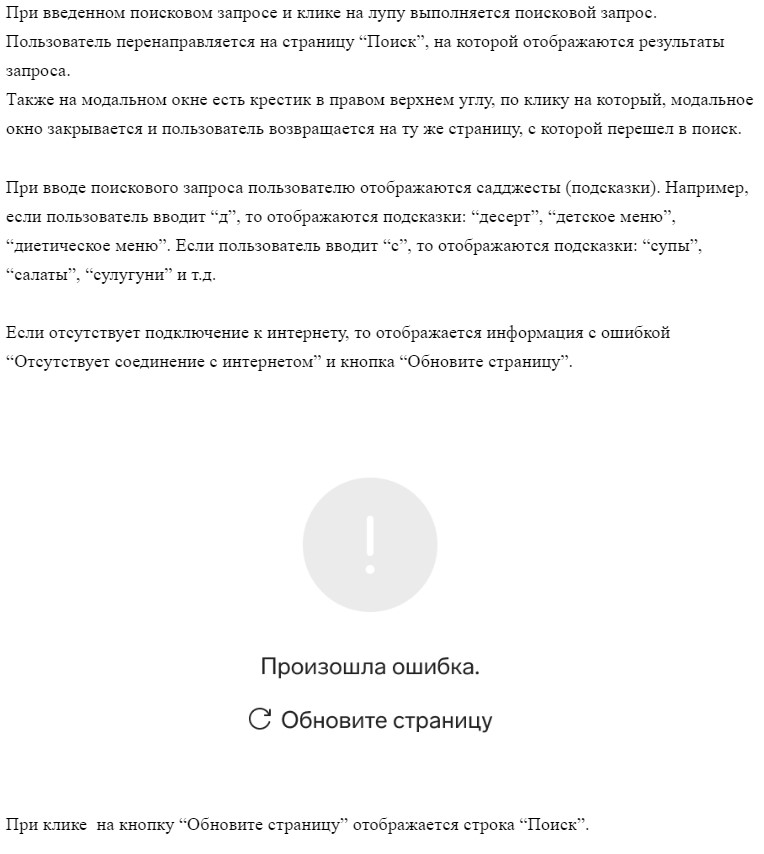 При введенном поисковом запросе и клике на лупу выполняется поисковой запрос.
Пользователь перенаправляется на страницу “Поиск”, на которой отображаются результаты
запроса.
Также на модальном окне есть крестик в правом верхнем углу, по клику на который, модальное
окно закрывается и пользователь возвращается на ту же страницу, с которой перешел в поиск.
При вводе поискового запроса пользователю отображаются садджесты (подсказки). Например,
если пользователь вводит “д”, то отображаются подсказки: “десерт”, “детское меню”,
“диетическое меню”. Если пользователь вводит “с”, то отображаются подсказки: “супы”,
“салаты”, “сулугуни” и т.д.
Если отсутствует подключение к интернету, то отображается информация с ошибкой
“Отсутствует соединение с интернетом” и кнопка “Обновите страницу”.
Произошла ошибка.
Обновите страницу
При клике  на кнопку “Обновите страницу” отображается строка “Поиск”.